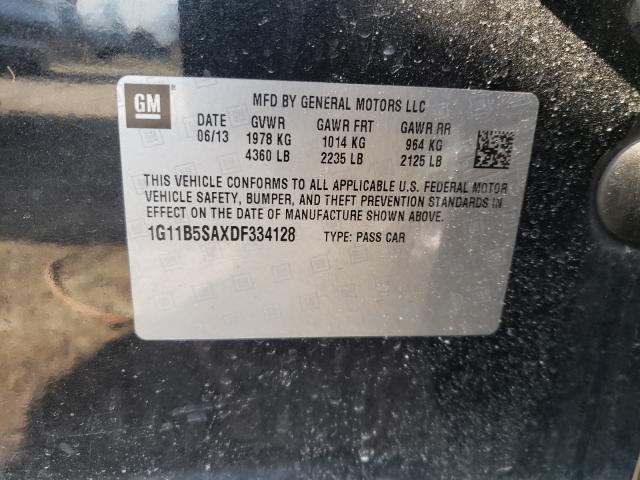 GM
MFD BY GENERAL MOTORS LLC
DATE GVWR GAWR FRT GAWR RR
06/13 1978 KG 1014 KG 964 KG
4360 LB 2235 LB 2125 LB
THIS VEHICLE CONFORMS TO ALL APPLICABLE U.S. FEDERAL MOTOR
VEHICLE SAFETY, BUMPER, AND THEFT PREVENTION STANDARDS IN
EFFECT ON THE DATE OF MANUFACTURE SHOWN ABOVE.
1G11B5SAXDF334128 TYPE: PASS CAR